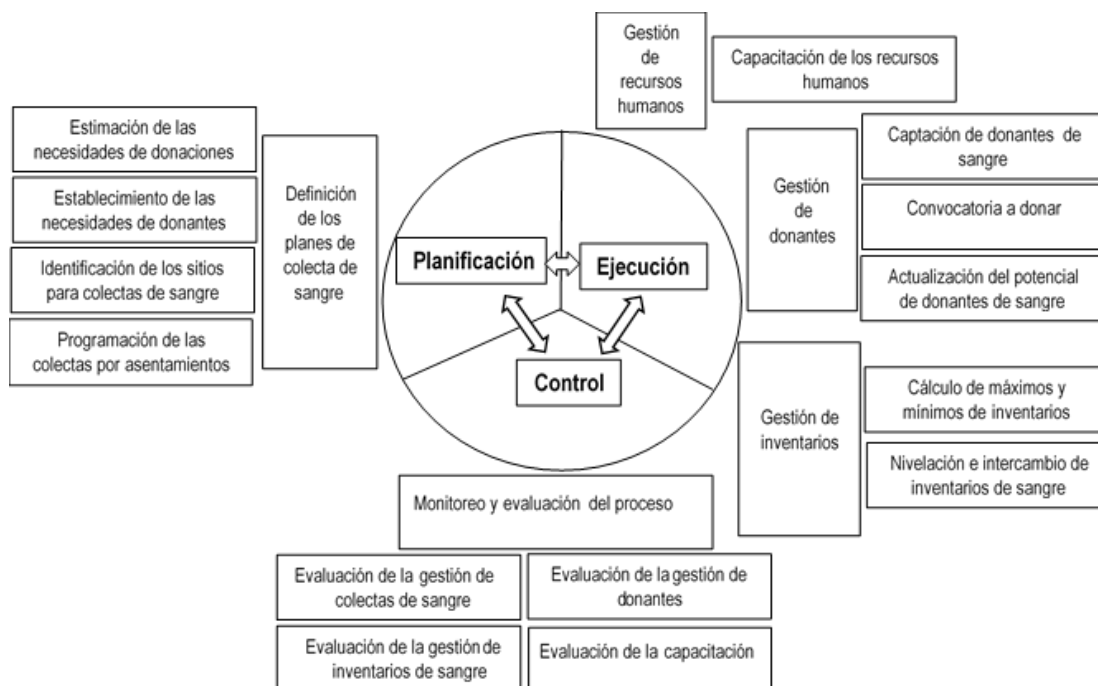 Gestión
de
recursos
humanos
Capacitación de los recursos
humanos
Estimación de las
necesidades de donaciones
Establecimiento de las
necesidades de donantes
Identificación de los sitios
para colectas de sangre
Programación de las
colectas por asentamientos
Definición
de los
planes de
colecta de
sangre
Planificación
Ejecución
Control
Gestión
de
donantes
Captación de donantes de
sangre
Convocatoria a donar
Actualización del potencial
de donantes de sangre
Gestión de
inventarios
Cálculo de máximos y
mínimos de inventarios
Nivelación e intercambio de
inventarios de sangre
Monitoreo y evaluación del proceso
Evaluación de la gestión de
colectas de sangre
Evaluación de la gestión de
donantes
Evaluación de la gestión de
inventarios de sangre
Evaluación de la capacitación